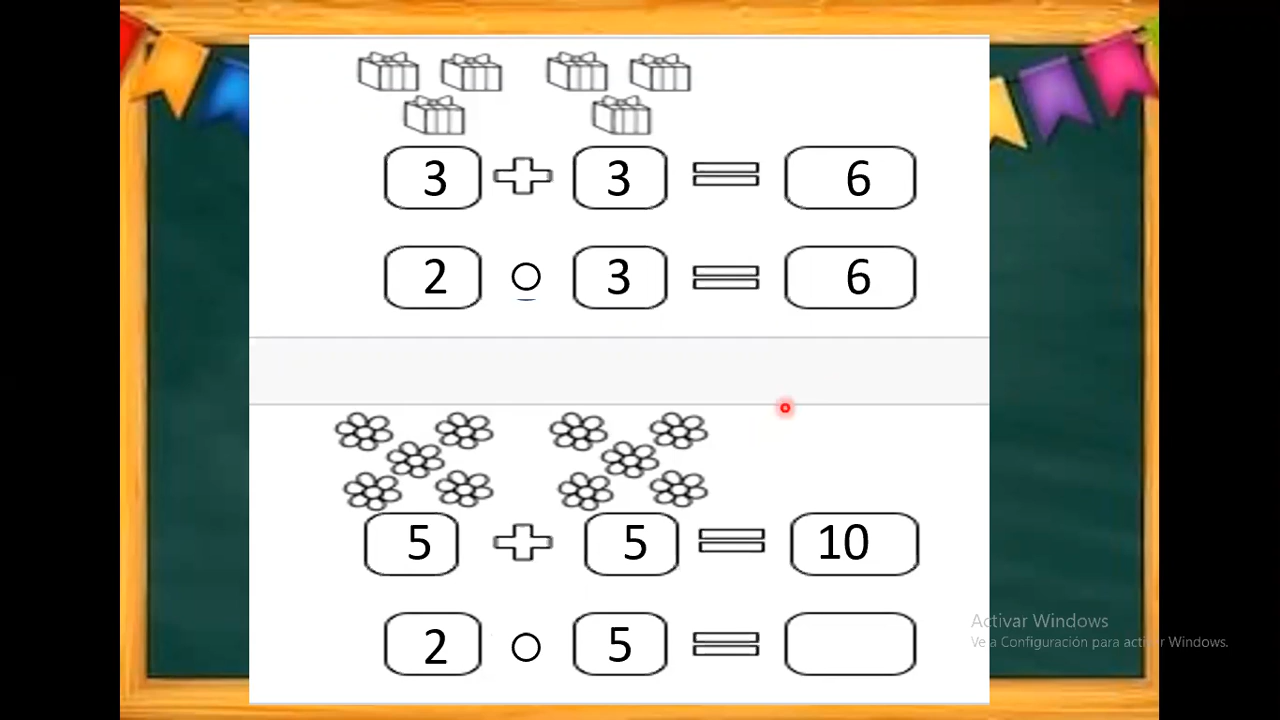 3 + 3 = 6
2 ○ 3 = 6
5 + 5 = 10
2 ○ 5 =
Activar Windows
Ve a Configuración para activar Windows.